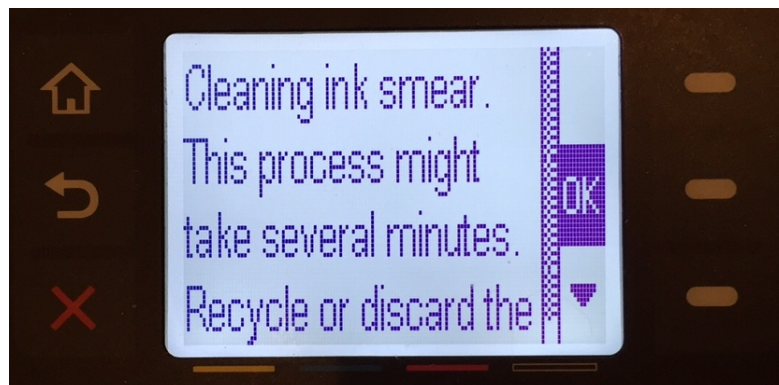 Cleaning ink smear.
This process might
take several minutes.
Recycle or discard the
OK